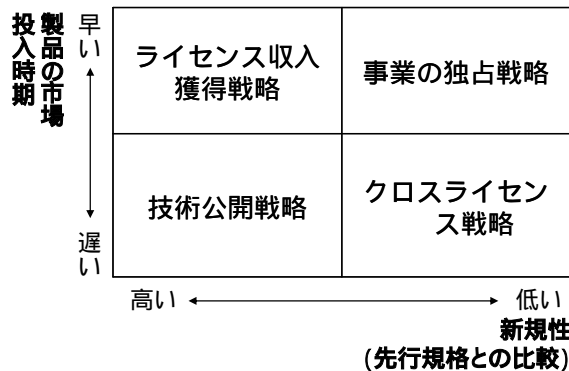 製品の市場
投入時期
早い
遅い
ライセンス収入
獲得戦略
事業の独占戦略
技術公開戦略
クロスライセン
ス戦略
高い
低い
新規性
(先行規格との比較)